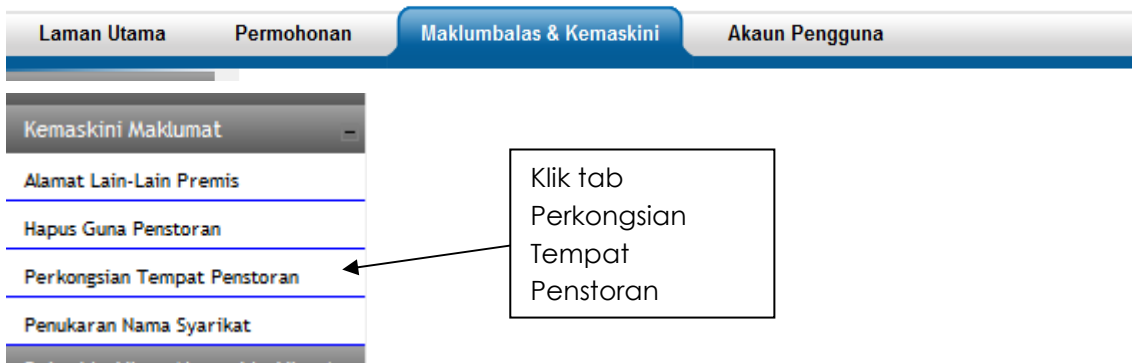 Laman Utama Permohonan Maklumbalas & Kemaskini Akaun Pengguna
Kemaskini Maklumat
Alamat Lain-Lain Premis
Hapus Guna Penstoran
Perkongsian Tempat Penstoran
Penukaran Nama Syarikat
Klik tab
Perkongsian
Tempat
Penstoran